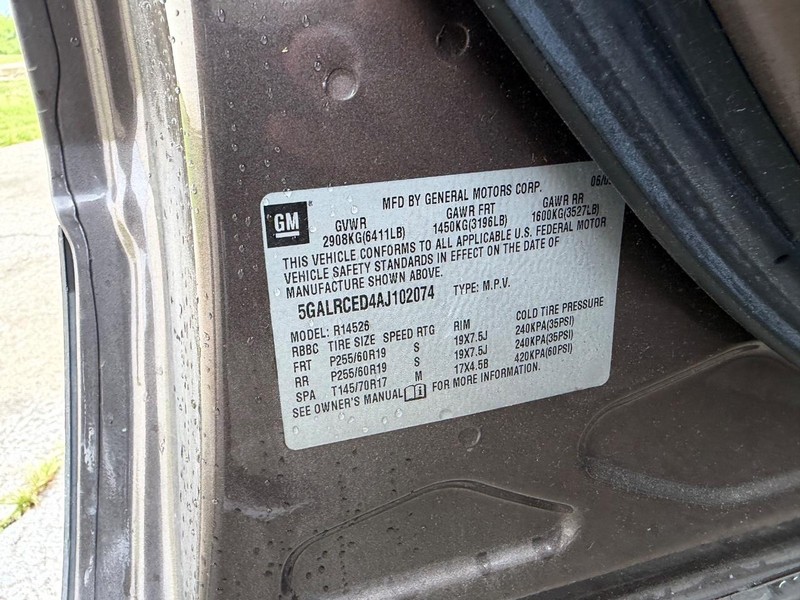 MFD BY GENERAL MOTORS CORP. 06/0
GM ®
GVWR GAWR FRT GAWR RR
2908KG(6411LB) 1450KG(3196LB) 1600KG(3527LB)
THIS VEHICLE CONFORMS TO ALL APPLICABLE U.S. FEDERAL MOTOR
VEHICLE SAFETY STANDARDS IN EFFECT ON THE DATE OF
MANUFACTURE SHOWN ABOVE.
5GALRCED4AJ102074 TYPE: M.P.V.
MODEL: R14526
RBBC TIRE SIZE SPEED RTG RIM COLD TIRE PRESSURE
FRT P255/60R19 S 19X7.5J 240KPA(35PSI)
RR P255/60R19 S 19X7.5J 240KPA(35PSI)
SPA T145/70R17 M 17X4.5B 420KPA(60PSI)
SEE OWNER'S MANUAL FOR MORE INFORMATION.